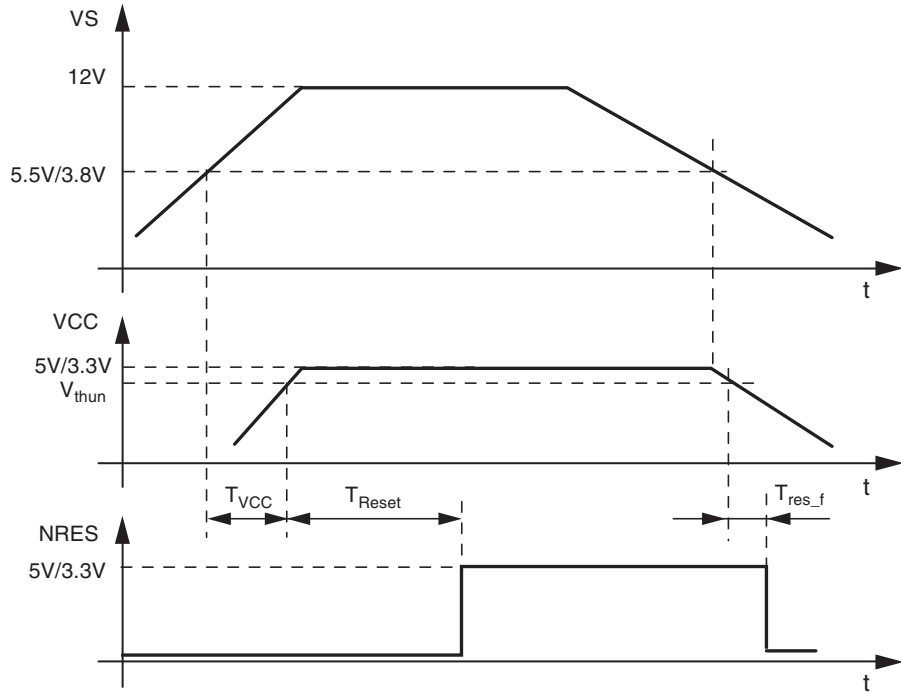 VS
12V
5.5V/3.8V
t
VCC
5V/3.3V
Vthun
t
TVCC
TReset
Tres_f
NRES
5V/3.3V
t